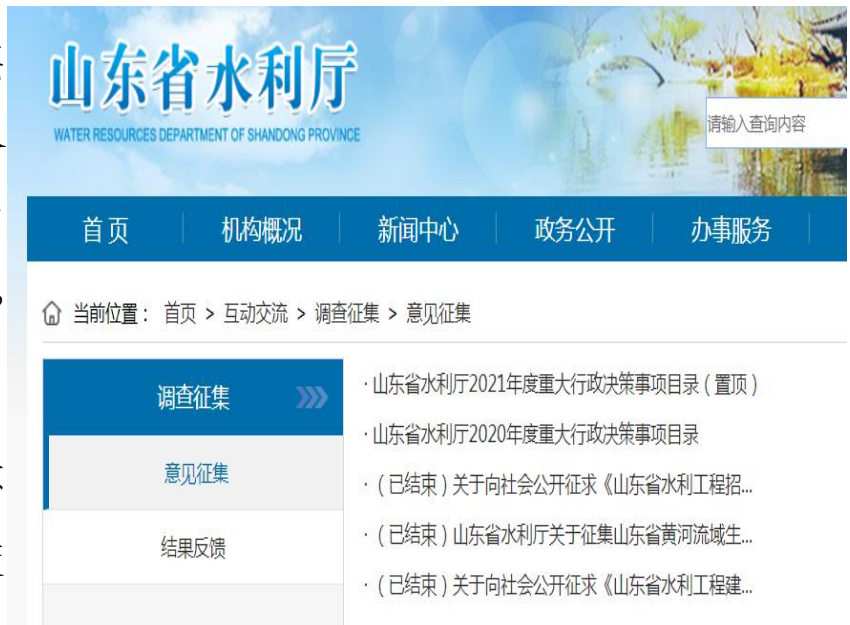 山东省水利厅
WATER RESOURCES DEPARTMENT OF SHANDONG PROVINCE
请输入查询内容
首页 机构概况 新闻中心 政务公开 办事服务
当前位置： 首页 > 互动交流 > 调查征集 > 意见征集
调查征集
意见征集
结果反馈
·山东省水利厅2021年度重大行政决策事项目录（置顶）
·山东省水利厅2020年度重大行政决策事项目录
·（已结束）关于向社会公开征求《山东省水利工程招...
·（已结束）山东省水利厅关于征集山东省黄河流域生...
·（已结束）关于向社会公开征求《山东省水利工程建...